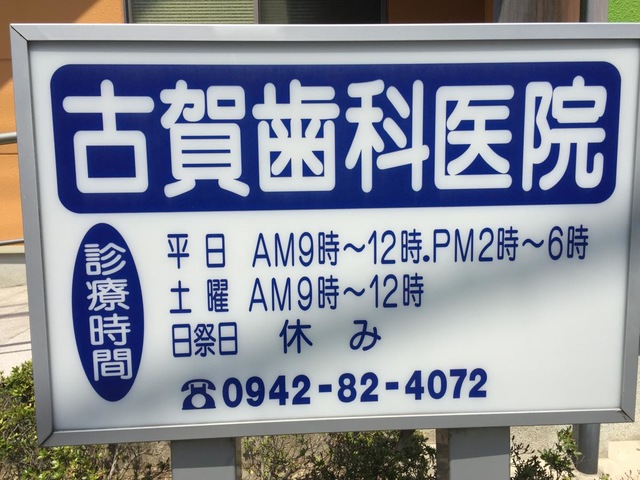 古賀歯科医院
診療時間
平日 AM9時～12時.PM2時～6時
土曜 AM9時～12時
日祭日 休み
☎0942-82-4072